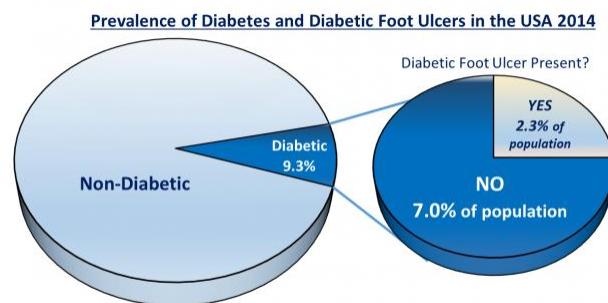 Prevalence of Diabetes and Diabetic Foot Ulcers in the USA 2014
Diabetic Foot Ulcer Present?
YES
2.3% of
population
Diabetic
9.3%
Non-Diabetic
NO
7.0% of population